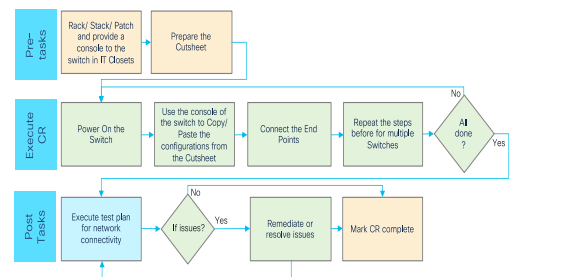 Pre-
tasks
Rack/ Stack/ Patch
and provide a
console to the
switch in IT Closets
Prepare the
Cutsheet
Execute
CR
Power On the
Switch
Use the console of
the switch to Copy/
Paste the
configurations from
the Cutsheet
Connect the End
Points
Repeat the steps
before for multiple
Switches
All
done
?
No
Yes
Post
Tasks
Execute test plan
for network
connectivity
If issues?
No
Yes
Remediate or
resolve issues
Mark CR complete